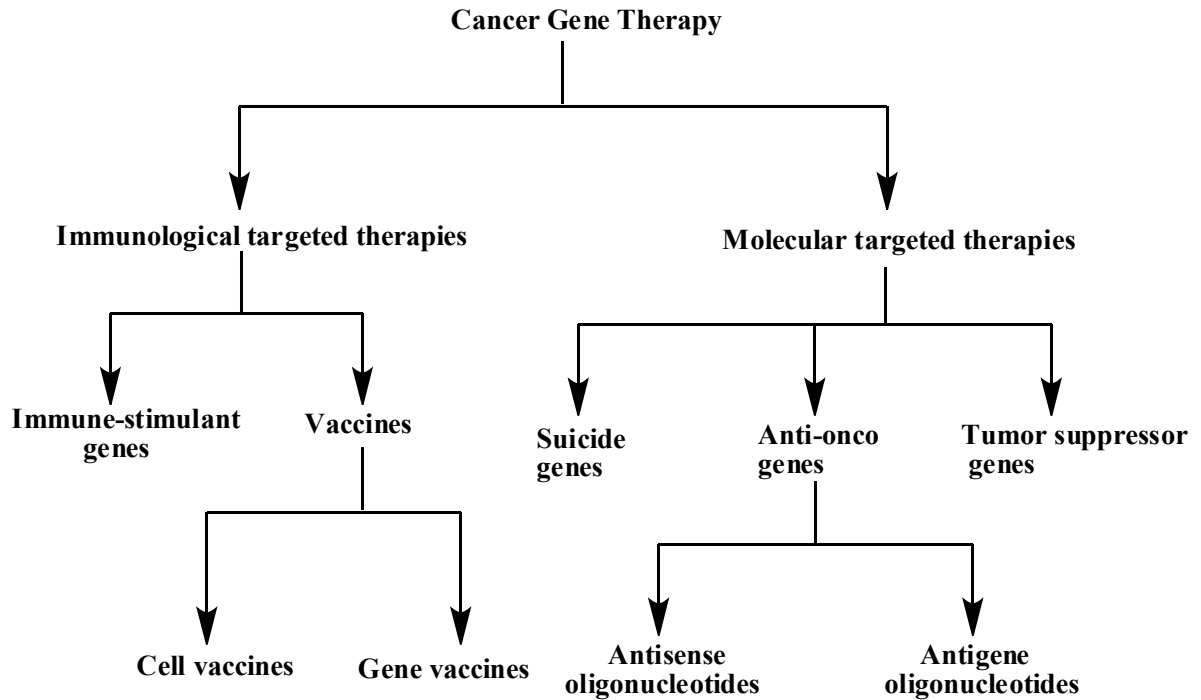 Cancer Gene Therapy
Immunological targeted therapies
Molecular targeted therapies
Immune-stimulant
genes
Vaccines
Suicide
genes
Anti-onco
genes
Tumor suppressor
genes
Cell vaccines
Gene vaccines
Antisense
oligonucleotides
Antigene
oligonucleotides